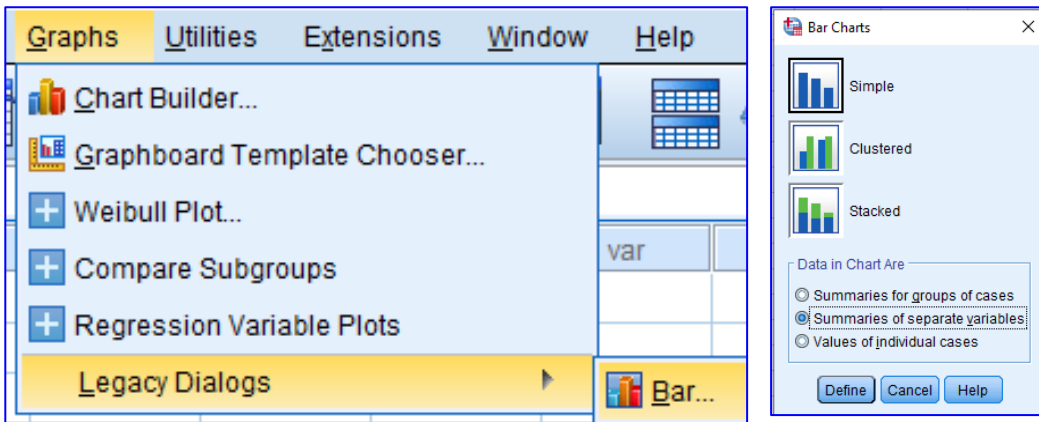 Graphs Utilities Extensions Window Help
Chart Builder...
Graphboard Template Chooser...
Weibull Plot...
Compare Subgroups
Regression Variable Plots
Legacy Dialogs
Bar...
var
Bar Charts
Simple
Clustered
Stacked
Data in Chart Are
Summaries for groups of cases
Summaries of separate variables
Values of individual cases
Define Cancel Help